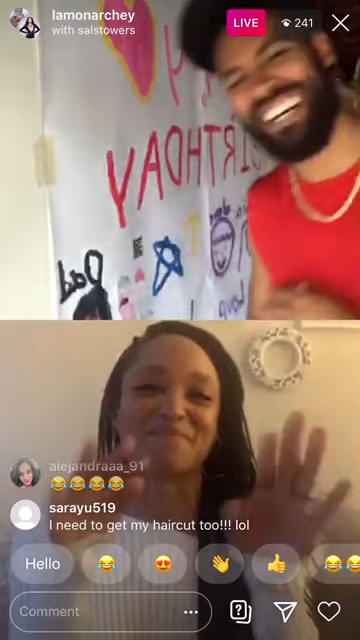 lamonarchey
with salstowers
LIVE
241
Y
BIRTHDAY
Dad
alejandraaa_91
😂😂😂😂
sarayu519
I need to get my haircut too!!! lol
Hello 😂 😍 👋 👍 😂😂
Comment